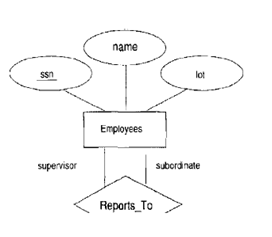 name
ssn
lot
Employees
supervisor
subordinate
Reports_To